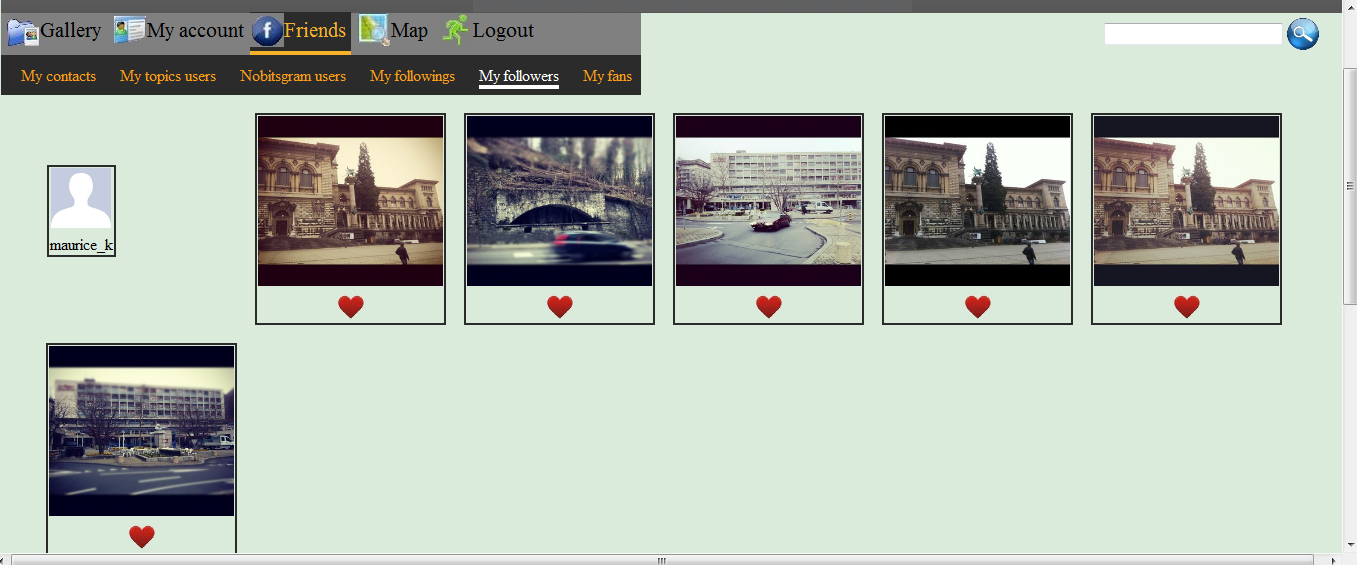 Gallery My account Friends Map Logout
My contacts My topics users Nobitsgram users My followings My followers My fans
maurice_k